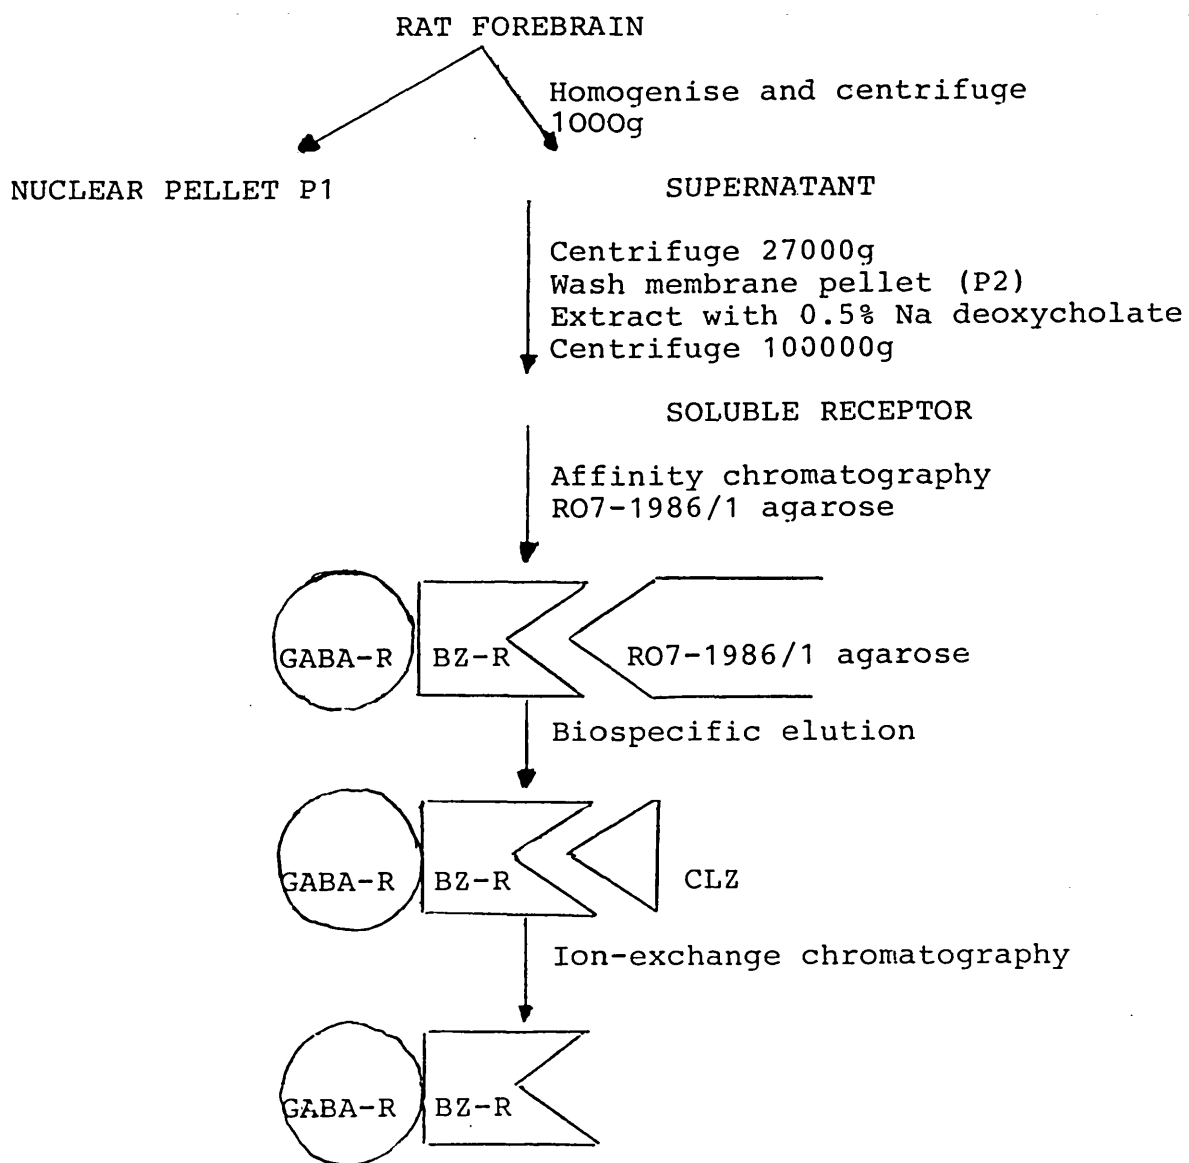 RAT FOREBRAIN
Homogenise and centrifuge
1000g
NUCLEAR PELLET P1
SUPERNATANT
Centrifuge 27000g
Wash membrane pellet (P2)
Extract with 0.5% Na deoxycholate
Centrifuge 100000g
SOLUBLE RECEPTOR
Affinity chromatography
RO7-1986/1 agarose
GABA-R BZ-R RO7-1986/1 agarose
Biospecific elution
GABA-R BZ-R CLZ
Ion-exchange chromatography
GABA-R BZ-R